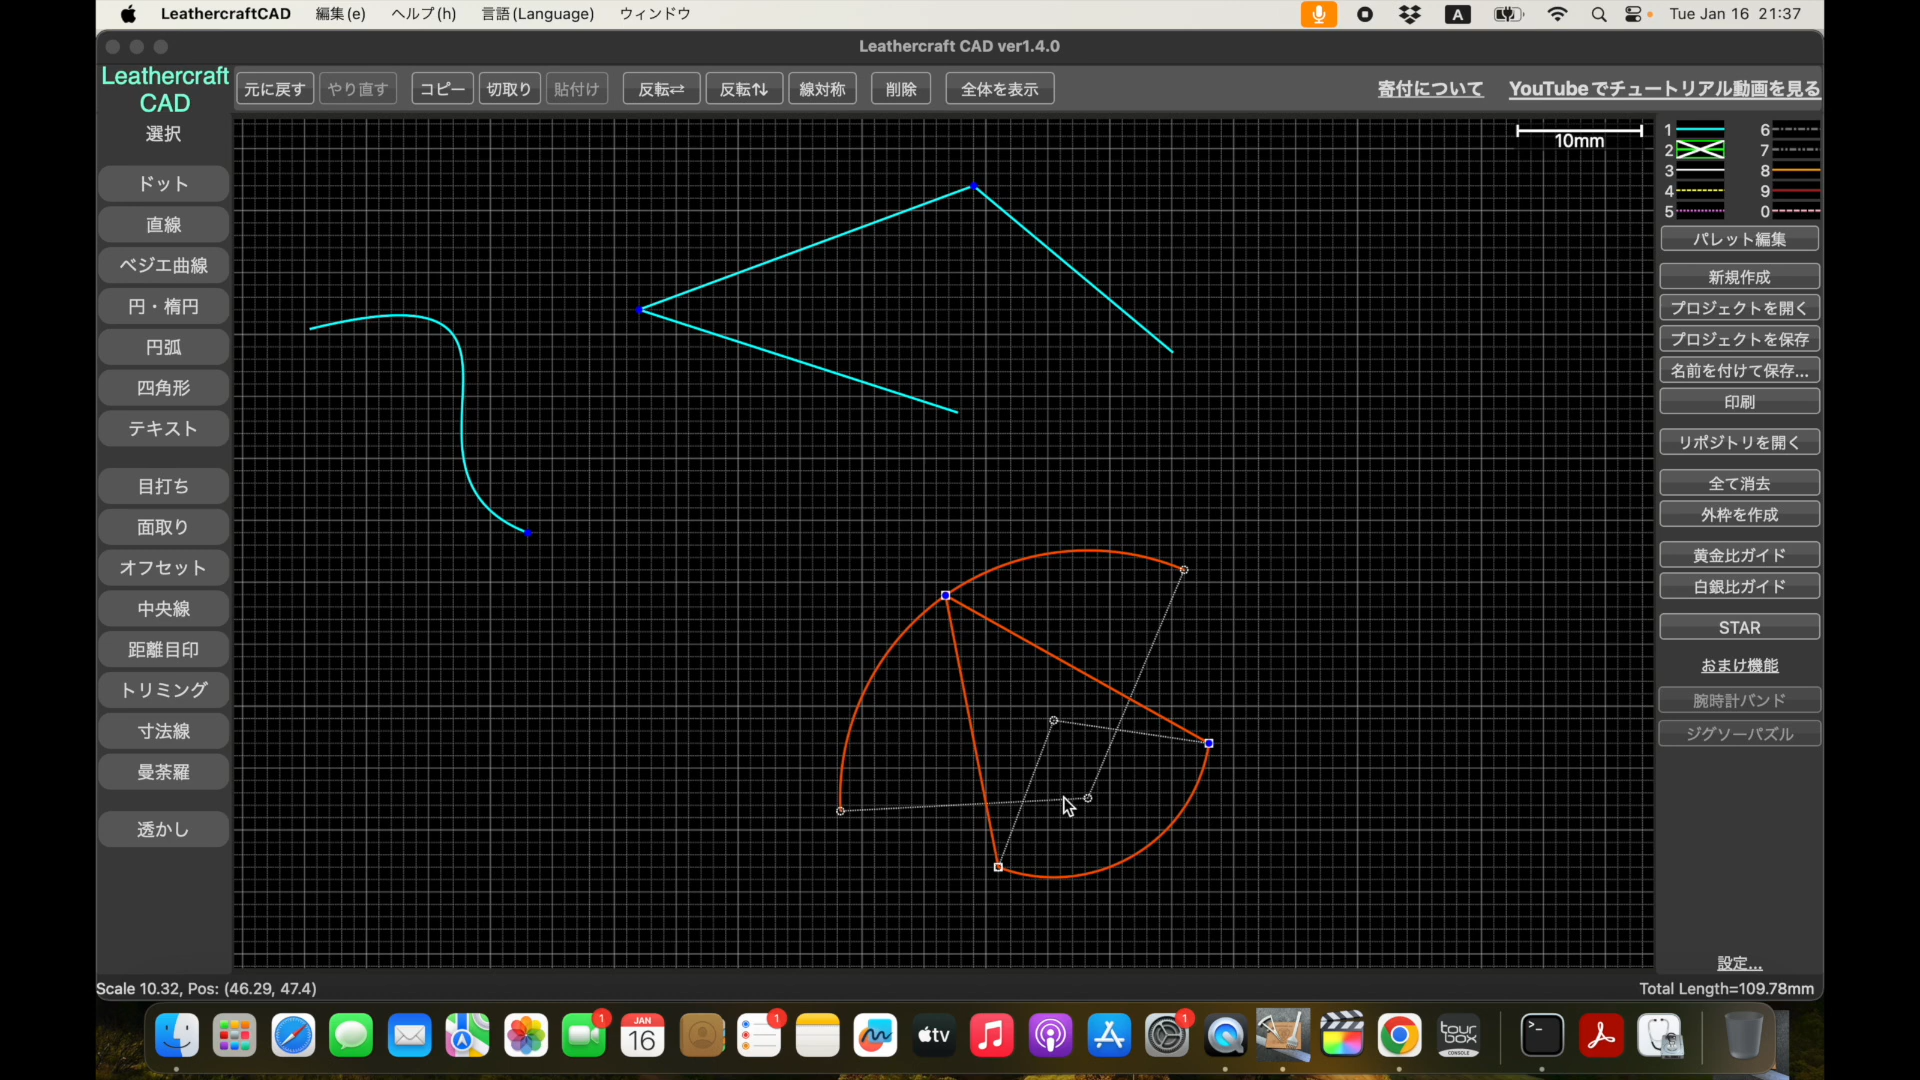 LeathercraftCAD 編集(e) ヘルプ(h) 言語(Language) ウィンドウ A Tue Jan 16 21:37
Leathercraft CAD ver1.4.0
Leathercraft
CAD
元に戻す やり直す コピー 切取り 貼付け 反転⇄ 反転⇅ 線対称 削除 全体を表示 寄付について YouTubeでチュートリアル動画を見る
選択
ドット
直線
ベジエ曲線
円・楕円
円弧
四角形
テキスト
目打ち
面取り
オフセット
中央線
距離目印
トリミング
寸法線
曼荼羅
透かし
10mm
1 6
2 7
3 8
4 9
5 0
パレット編集
新規作成
プロジェクトを開く
プロジェクトを保存
名前を付けて保存...
印刷
リポジトリを開く
全て消去
外枠を作成
黄金比ガイド
白銀比ガイド
STAR
おまけ機能
腕時計バンド
ジグソーパズル
設定...
Scale 10.32, Pos: (46.29, 47.4) Total Length=109.78mm
1 JAN 16 1 tv 1 tour box CONSOLE >_